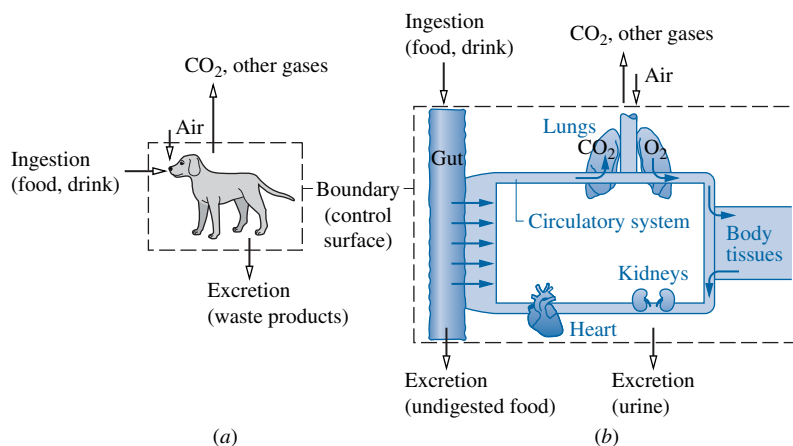 CO2, other gases
Air
Ingestion
(food, drink)
Excretion
(waste products)
Boundary
(control
surface)
(a)
Ingestion
(food, drink)
CO2, other gases
Air
Lungs
CO2
O2
Gut
Circulatory system
Body
tissues
Kidneys
Heart
Excretion
(undigested food)
Excretion
(urine)
(b)